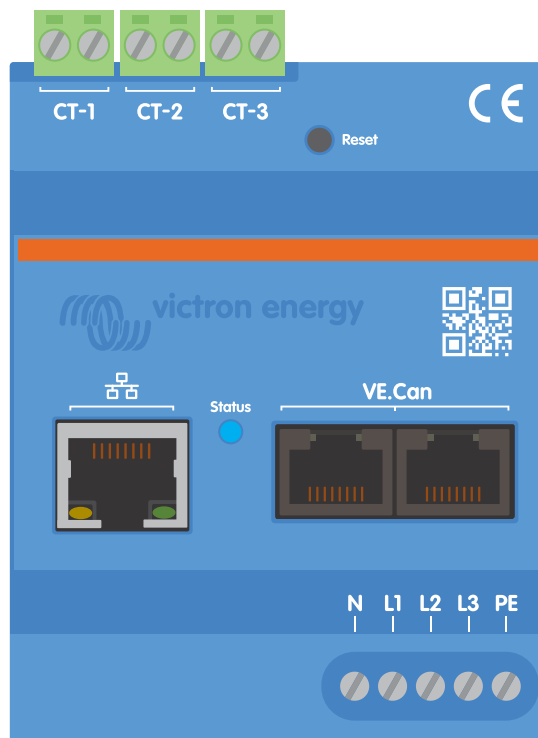 CT-1 CT-2 CT-3
CE
Reset
victron energy
Status
VE.Can
N L1 L2 L3 PE